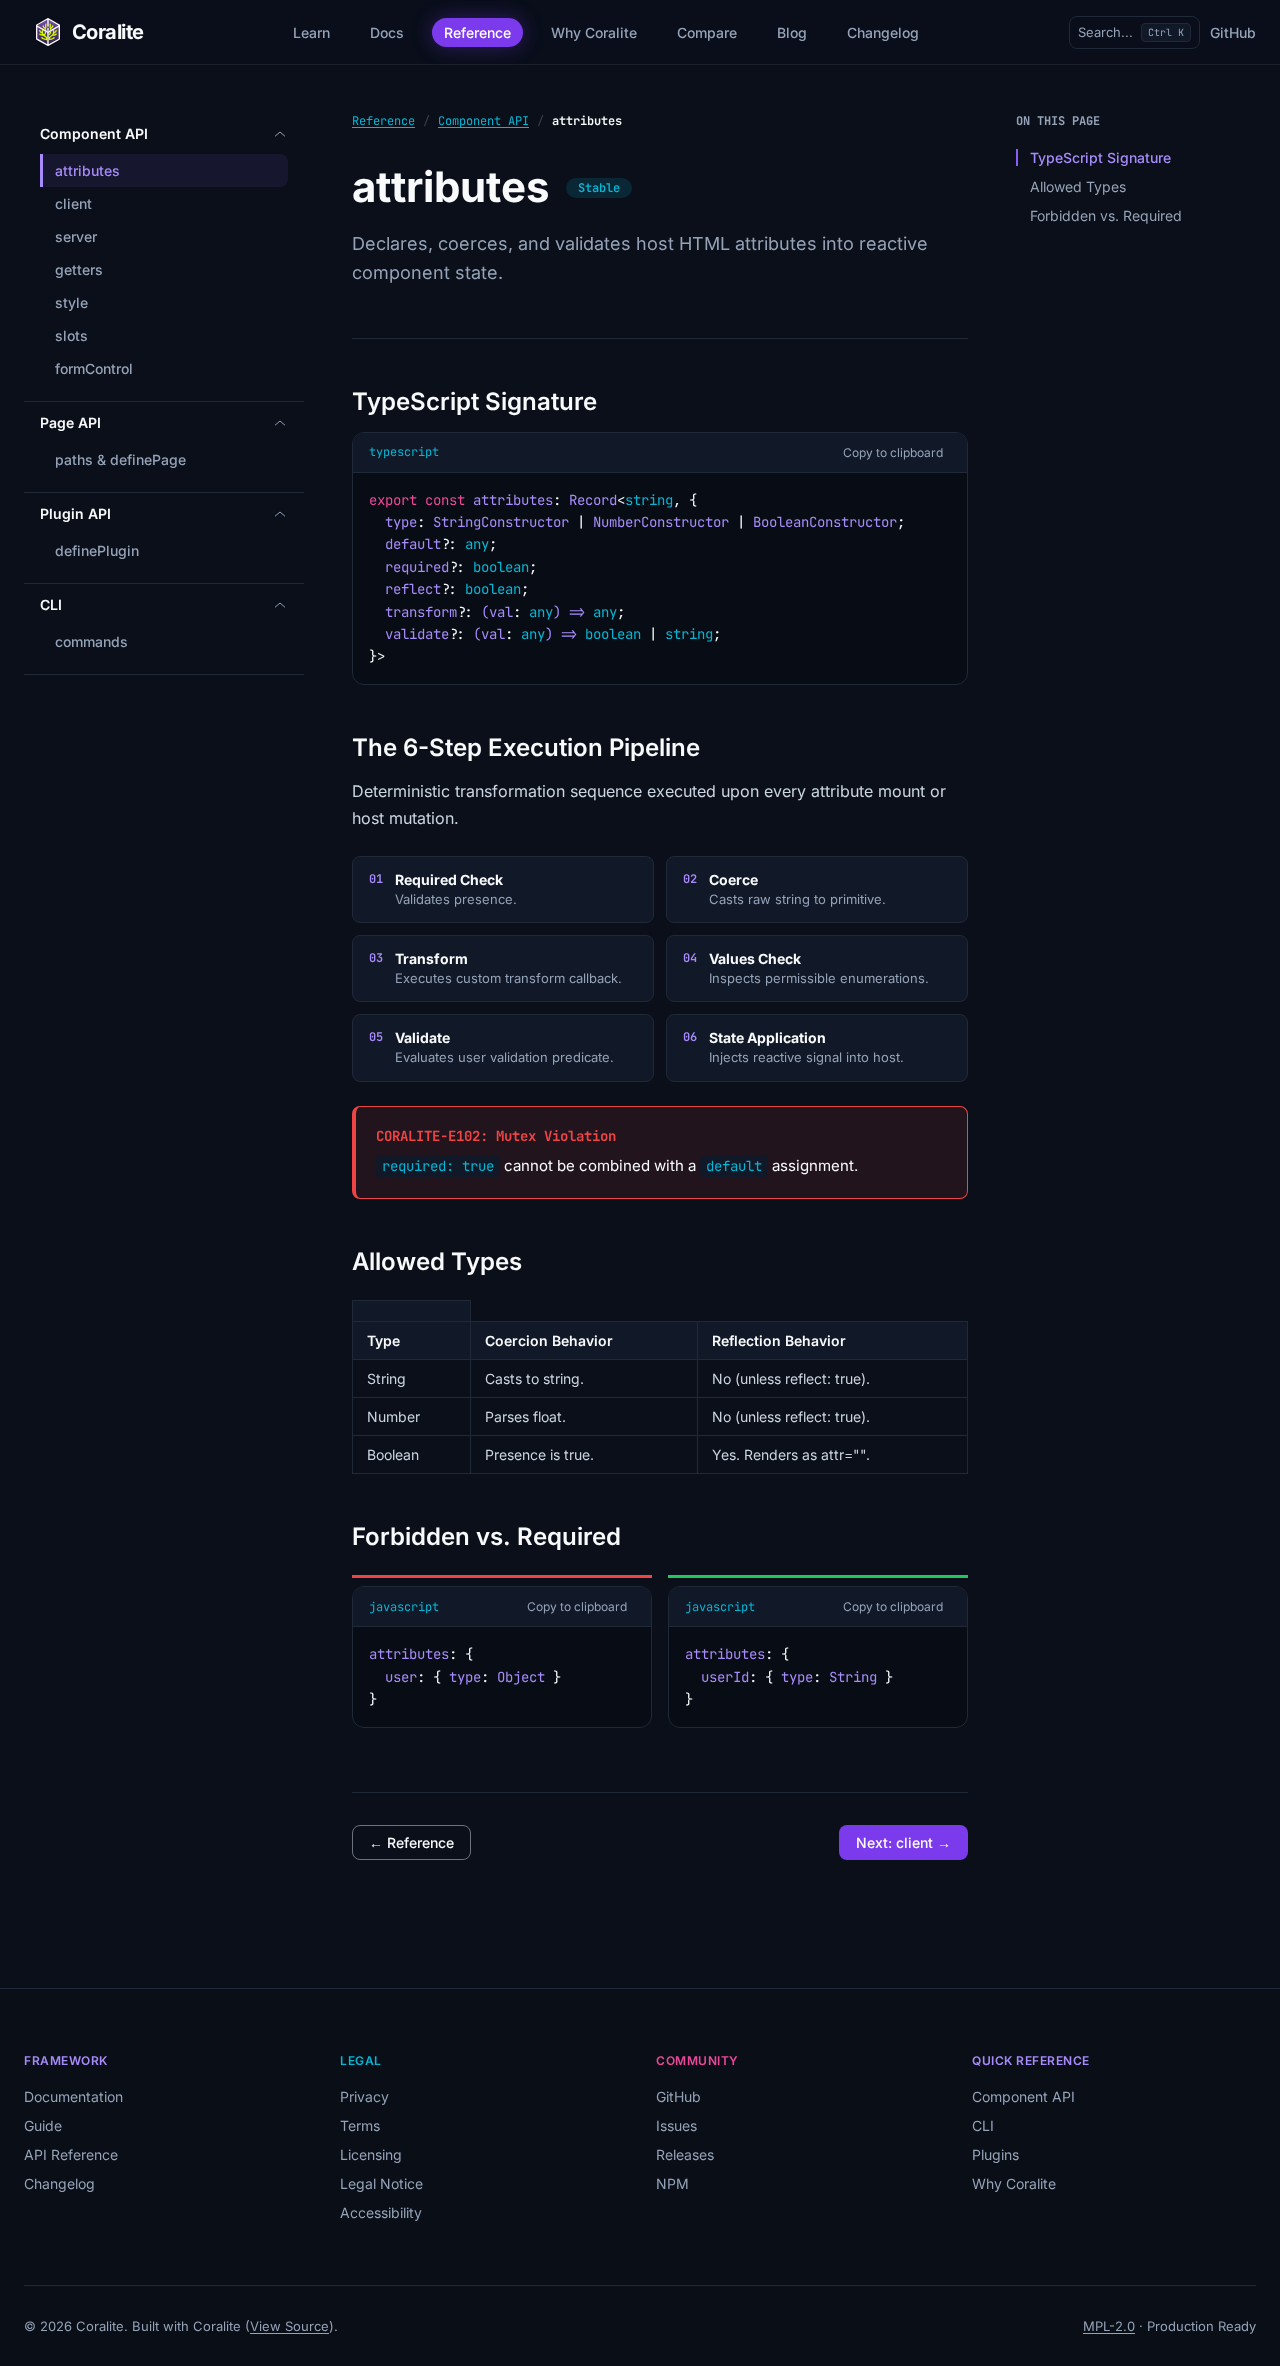 Coralite
Learn
Docs
Reference
Why Coralite
Compare
Blog
Changelog
Search... Ctrl K
GitHub
Component API
attributes
client
server
getters
style
slots
formControl
Page API
paths & definePage
Plugin API
definePlugin
CLI
commands
Reference / Component API / attributes
attributes Stable
Declares, coerces, and validates host HTML attributes into reactive
component state.
TypeScript Signature
typescript Copy to clipboard
export const attributes: Record<string, {
  type: StringConstructor | NumberConstructor | BooleanConstructor;
  default?: any;
  required?: boolean;
  reflect?: boolean;
  transform?: (val: any) => any;
  validate?: (val: any) => boolean | string;
}>
The 6-Step Execution Pipeline
Deterministic transformation sequence executed upon every attribute mount or
host mutation.
01 Required Check
Validates presence.
02 Coerce
Casts raw string to primitive.
03 Transform
Executes custom transform callback.
04 Values Check
Inspects permissible enumerations.
05 Validate
Evaluates user validation predicate.
06 State Application
Injects reactive signal into host.
CORALITE-E102: Mutex Violation
required: true cannot be combined with a default assignment.
Allowed Types
Type Coercion Behavior Reflection Behavior
String Casts to string. No (unless reflect: true).
Number Parses float. No (unless reflect: true).
Boolean Presence is true. Yes. Renders as attr="".
Forbidden vs. Required
javascript Copy to clipboard
attributes: {
  user: { type: Object }
}
javascript Copy to clipboard
attributes: {
  userId: { type: String }
}
← Reference
Next: client →
ON THIS PAGE
TypeScript Signature
Allowed Types
Forbidden vs. Required
FRAMEWORK
Documentation
Guide
API Reference
Changelog
LEGAL
Privacy
Terms
Licensing
Legal Notice
Accessibility
COMMUNITY
GitHub
Issues
Releases
NPM
QUICK REFERENCE
Component API
CLI
Plugins
Why Coralite
© 2026 Coralite. Built with Coralite (View Source).
MPL-2.0 · Production Ready